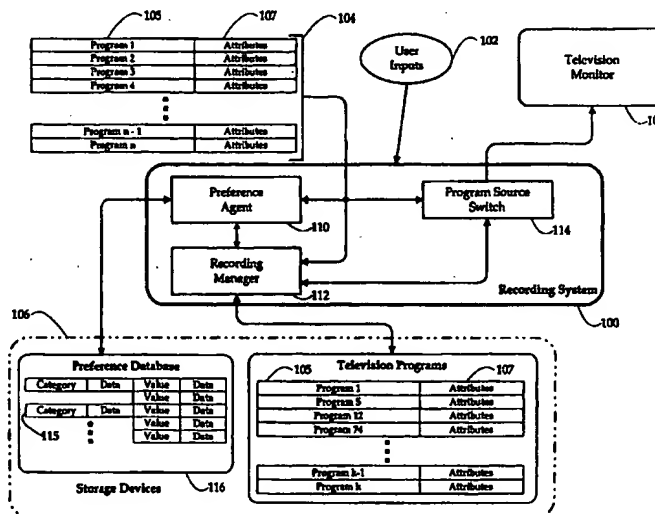 105
107
104
Program 1 Attributes
Program 2 Attributes
Program 3 Attributes
Program 4 Attributes
Program n - 1 Attributes
Program n Attributes
User Inputs
102
Television Monitor
Preference Agent
110
Program Source Switch
114
Recording Manager
112
Recording System
100
106
Preference Database
Category Data Value Data
Value Data
Category Data Value Data
Value Data
Value Data
115
116
Storage Devices
Television Programs
105
107
Program 1 Attributes
Program 5 Attributes
Program 12 Attributes
Program 74 Attributes
Program k-1 Attributes
Program k Attributes